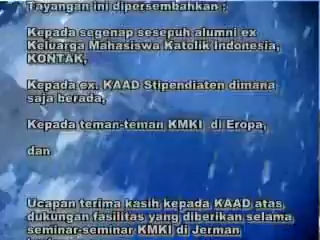 Tayangan ini dipersembahkan :
Kepada segenap sesepuh alumni ex
Keluarga Mahasiswa Katolik Indonesia,
KONTAK,
Kepada ex. KAAD Stipendiaten dimana
saja berada,
Kepada teman-teman KMKI di Eropa,
dan
Ucapan terima kasih kepada KAAD atas
dukungan fasilitas yang diberikan selama
seminar-seminar KMKI di Jerman